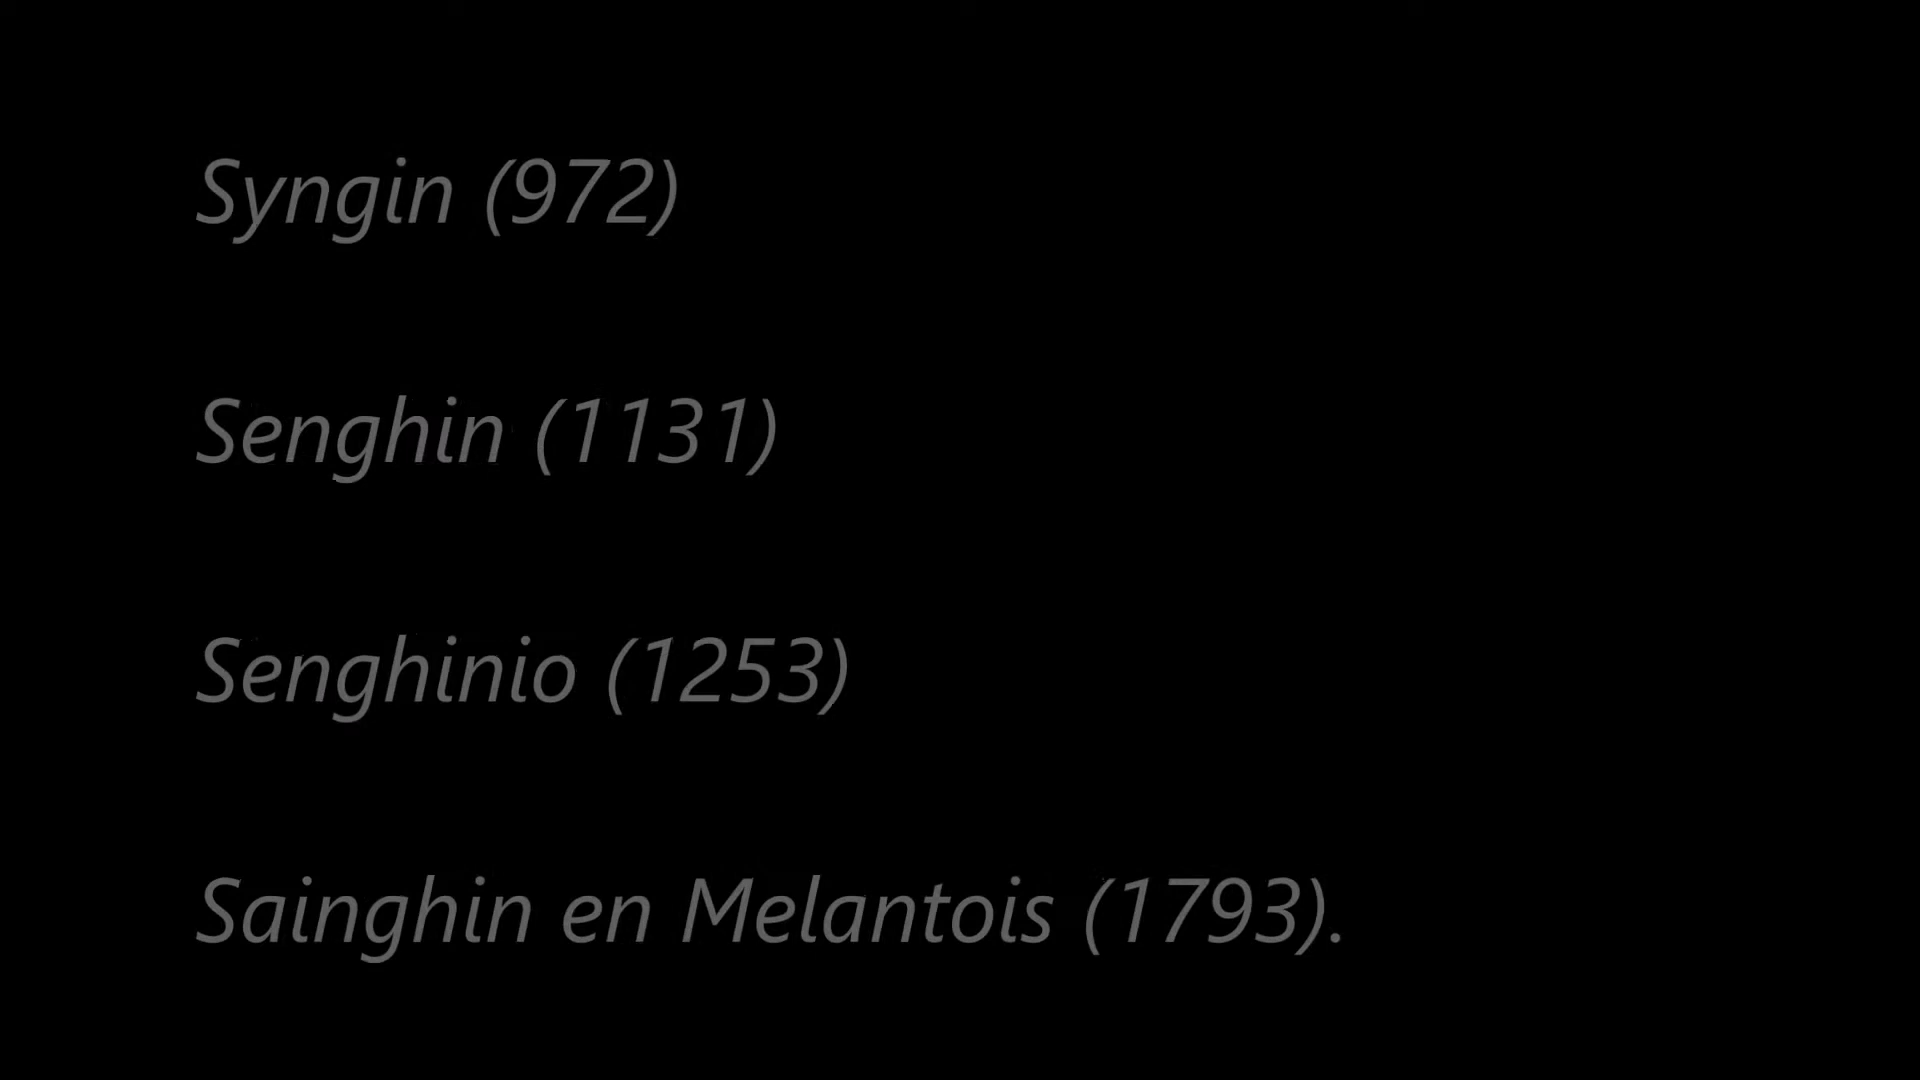 Syngin (972)
Senghin (1131)
Senghinio (1253)
Sainghin en Melantois (1793).